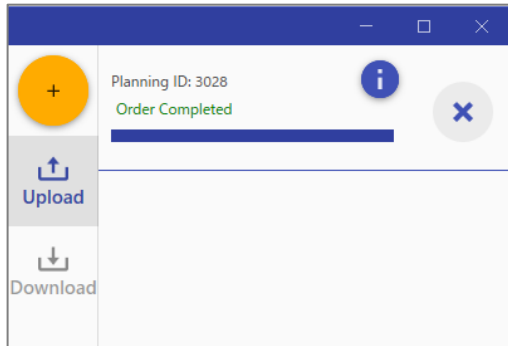 +
Planning ID: 3028
i
Order Completed
Upload
Download